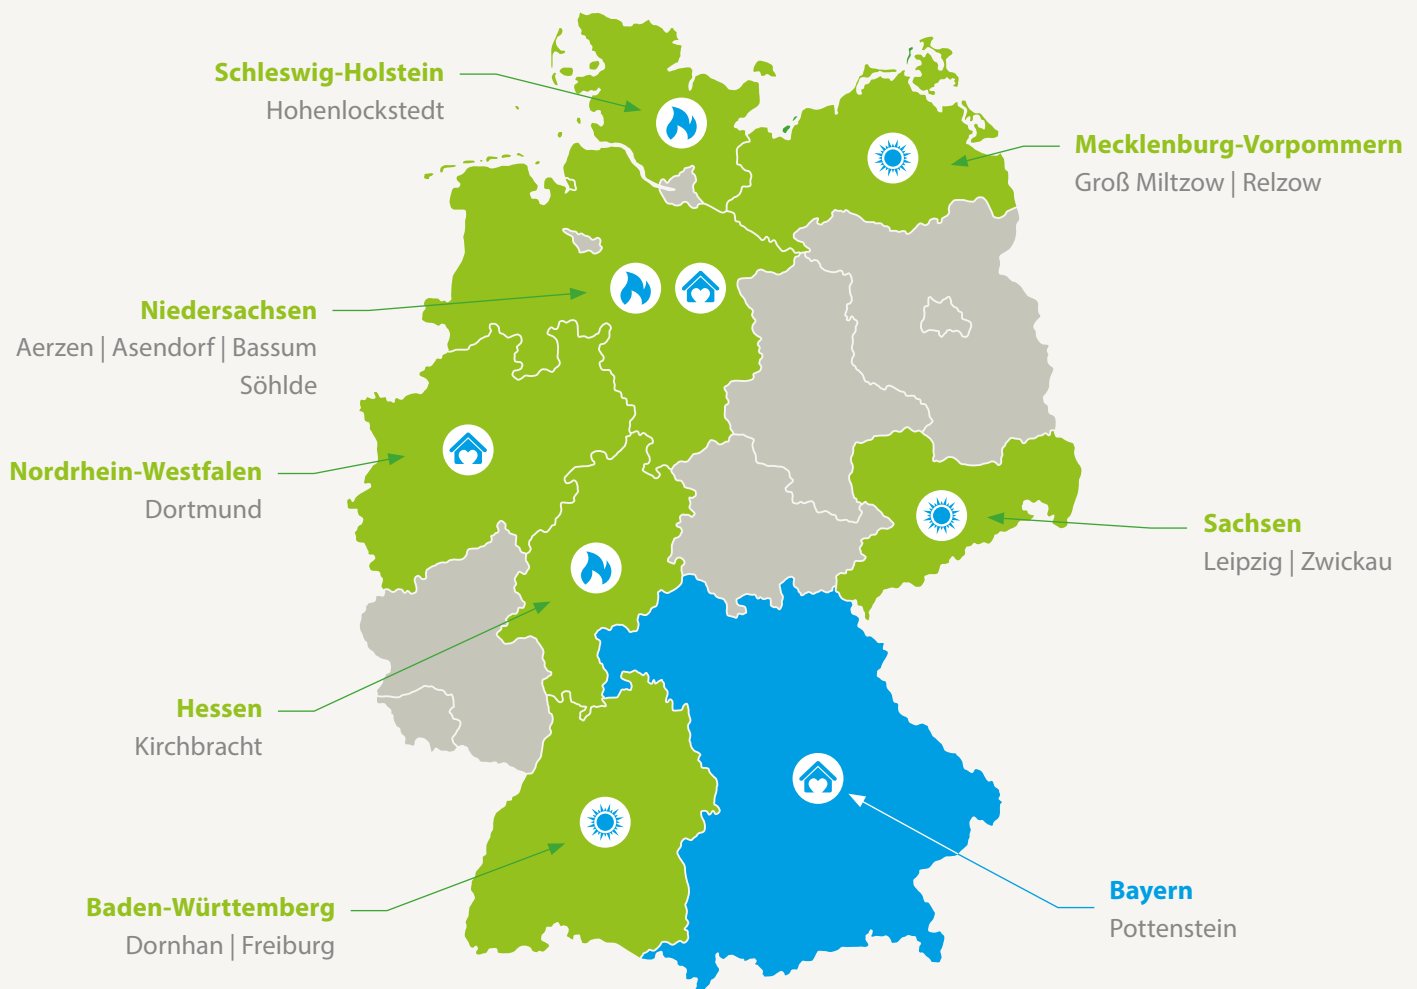 Schleswig-Holstein
Hohenlockstedt
Mecklenburg-Vorpommern
Groß Miltzow | Relzow
Niedersachsen
Aerzen | Asendorf | Bassum
Söhlde
Nordrhein-Westfalen
Dortmund
Sachsen
Leipzig | Zwickau
Hessen
Kirchbracht
Bayern
Pottenstein
Baden-Württemberg
Dornhan | Freiburg